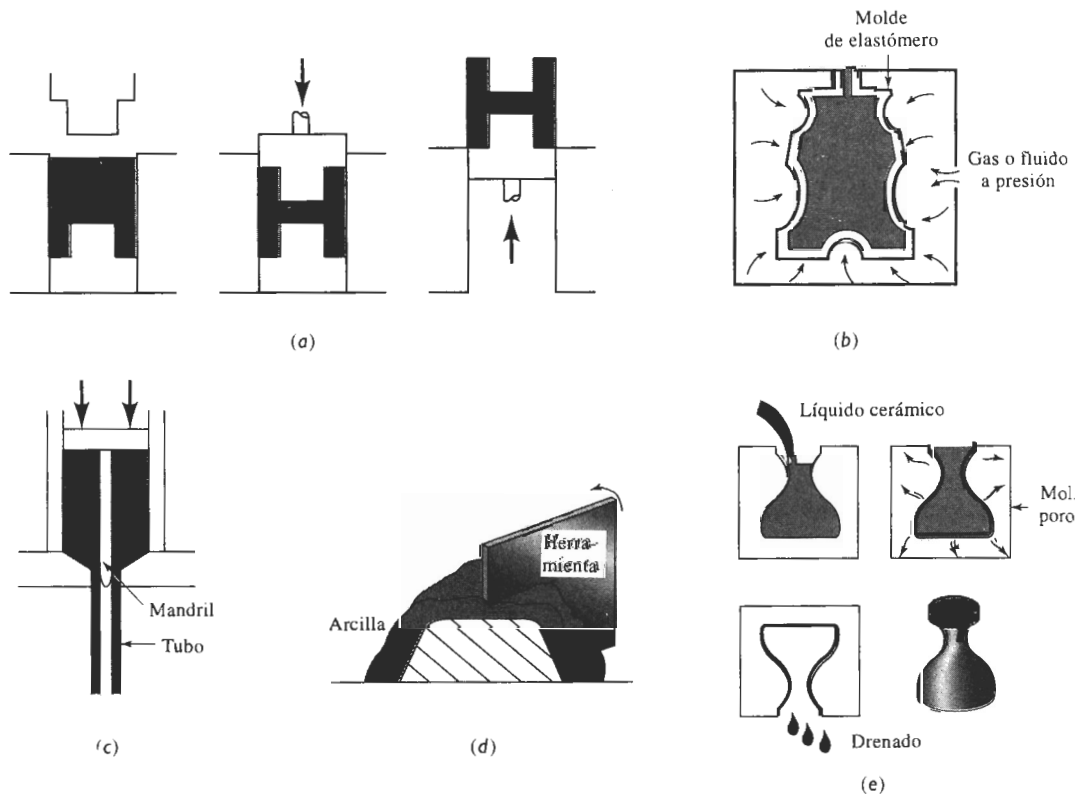 Molde
de elastómero
Gas o fluido
a presión
(a)
(b)
Líquido cerámico
Mol.
poro
Herra-
mienta
Mandril
Arcilla
Tubo
Drenado
(c)
(d)
(e)